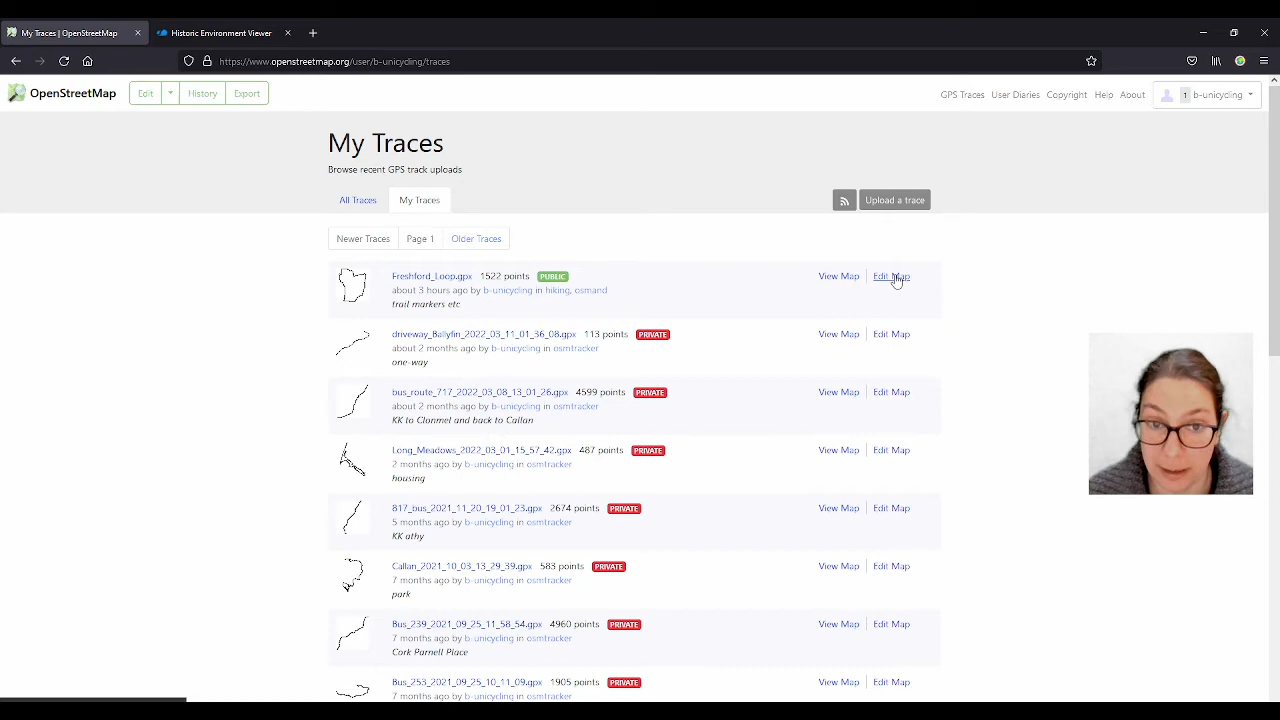 My Traces | OpenStreetMap
Historic Environment Viewer
https://www.openstreetmap.org/user/b-unicycling/traces
OpenStreetMap
Edit
History
Export
GPS Traces
User Diaries
Copyright
Help
About
1 b-unicycling
My Traces
Browse recent GPS track uploads
All Traces
My Traces
Upload a trace
Newer Traces
Page 1
Older Traces
Freshford_Loop.gpx 1522 points PUBLIC
View Map
Edit Map
about 3 hours ago by b-unicycling in hiking, osmand
trail markers etc
driveway_Ballyfin_2022_03_11_01_36_08.gpx 113 points PRIVATE
View Map
Edit Map
about 2 months ago by b-unicycling in osmtracker
one-way
bus_route_717_2022_03_08_13_01_26.gpx 4599 points PRIVATE
View Map
Edit Map
about 2 months ago by b-unicycling in osmtracker
KK to Clonmel and back to Callan
Long_Meadows_2022_03_01_15_57_42.gpx 487 points PRIVATE
View Map
Edit Map
2 months ago by b-unicycling in osmtracker
housing
817_bus_2021_11_20_19_01_23.gpx 2674 points PRIVATE
View Map
Edit Map
5 months ago by b-unicycling in osmtracker
KK athy
Callan_2021_10_03_13_29_39.gpx 583 points PRIVATE
View Map
Edit Map
7 months ago by b-unicycling in osmtracker
park
Bus_239_2021_09_25_11_58_54.gpx 4960 points PRIVATE
View Map
Edit Map
7 months ago by b-unicycling in osmtracker
Cork Parnell Place
Bus_253_2021_09_25_10_11_09.gpx 1905 points PRIVATE
View Map
Edit Map
7 months ago by b-unicycling in osmtracker